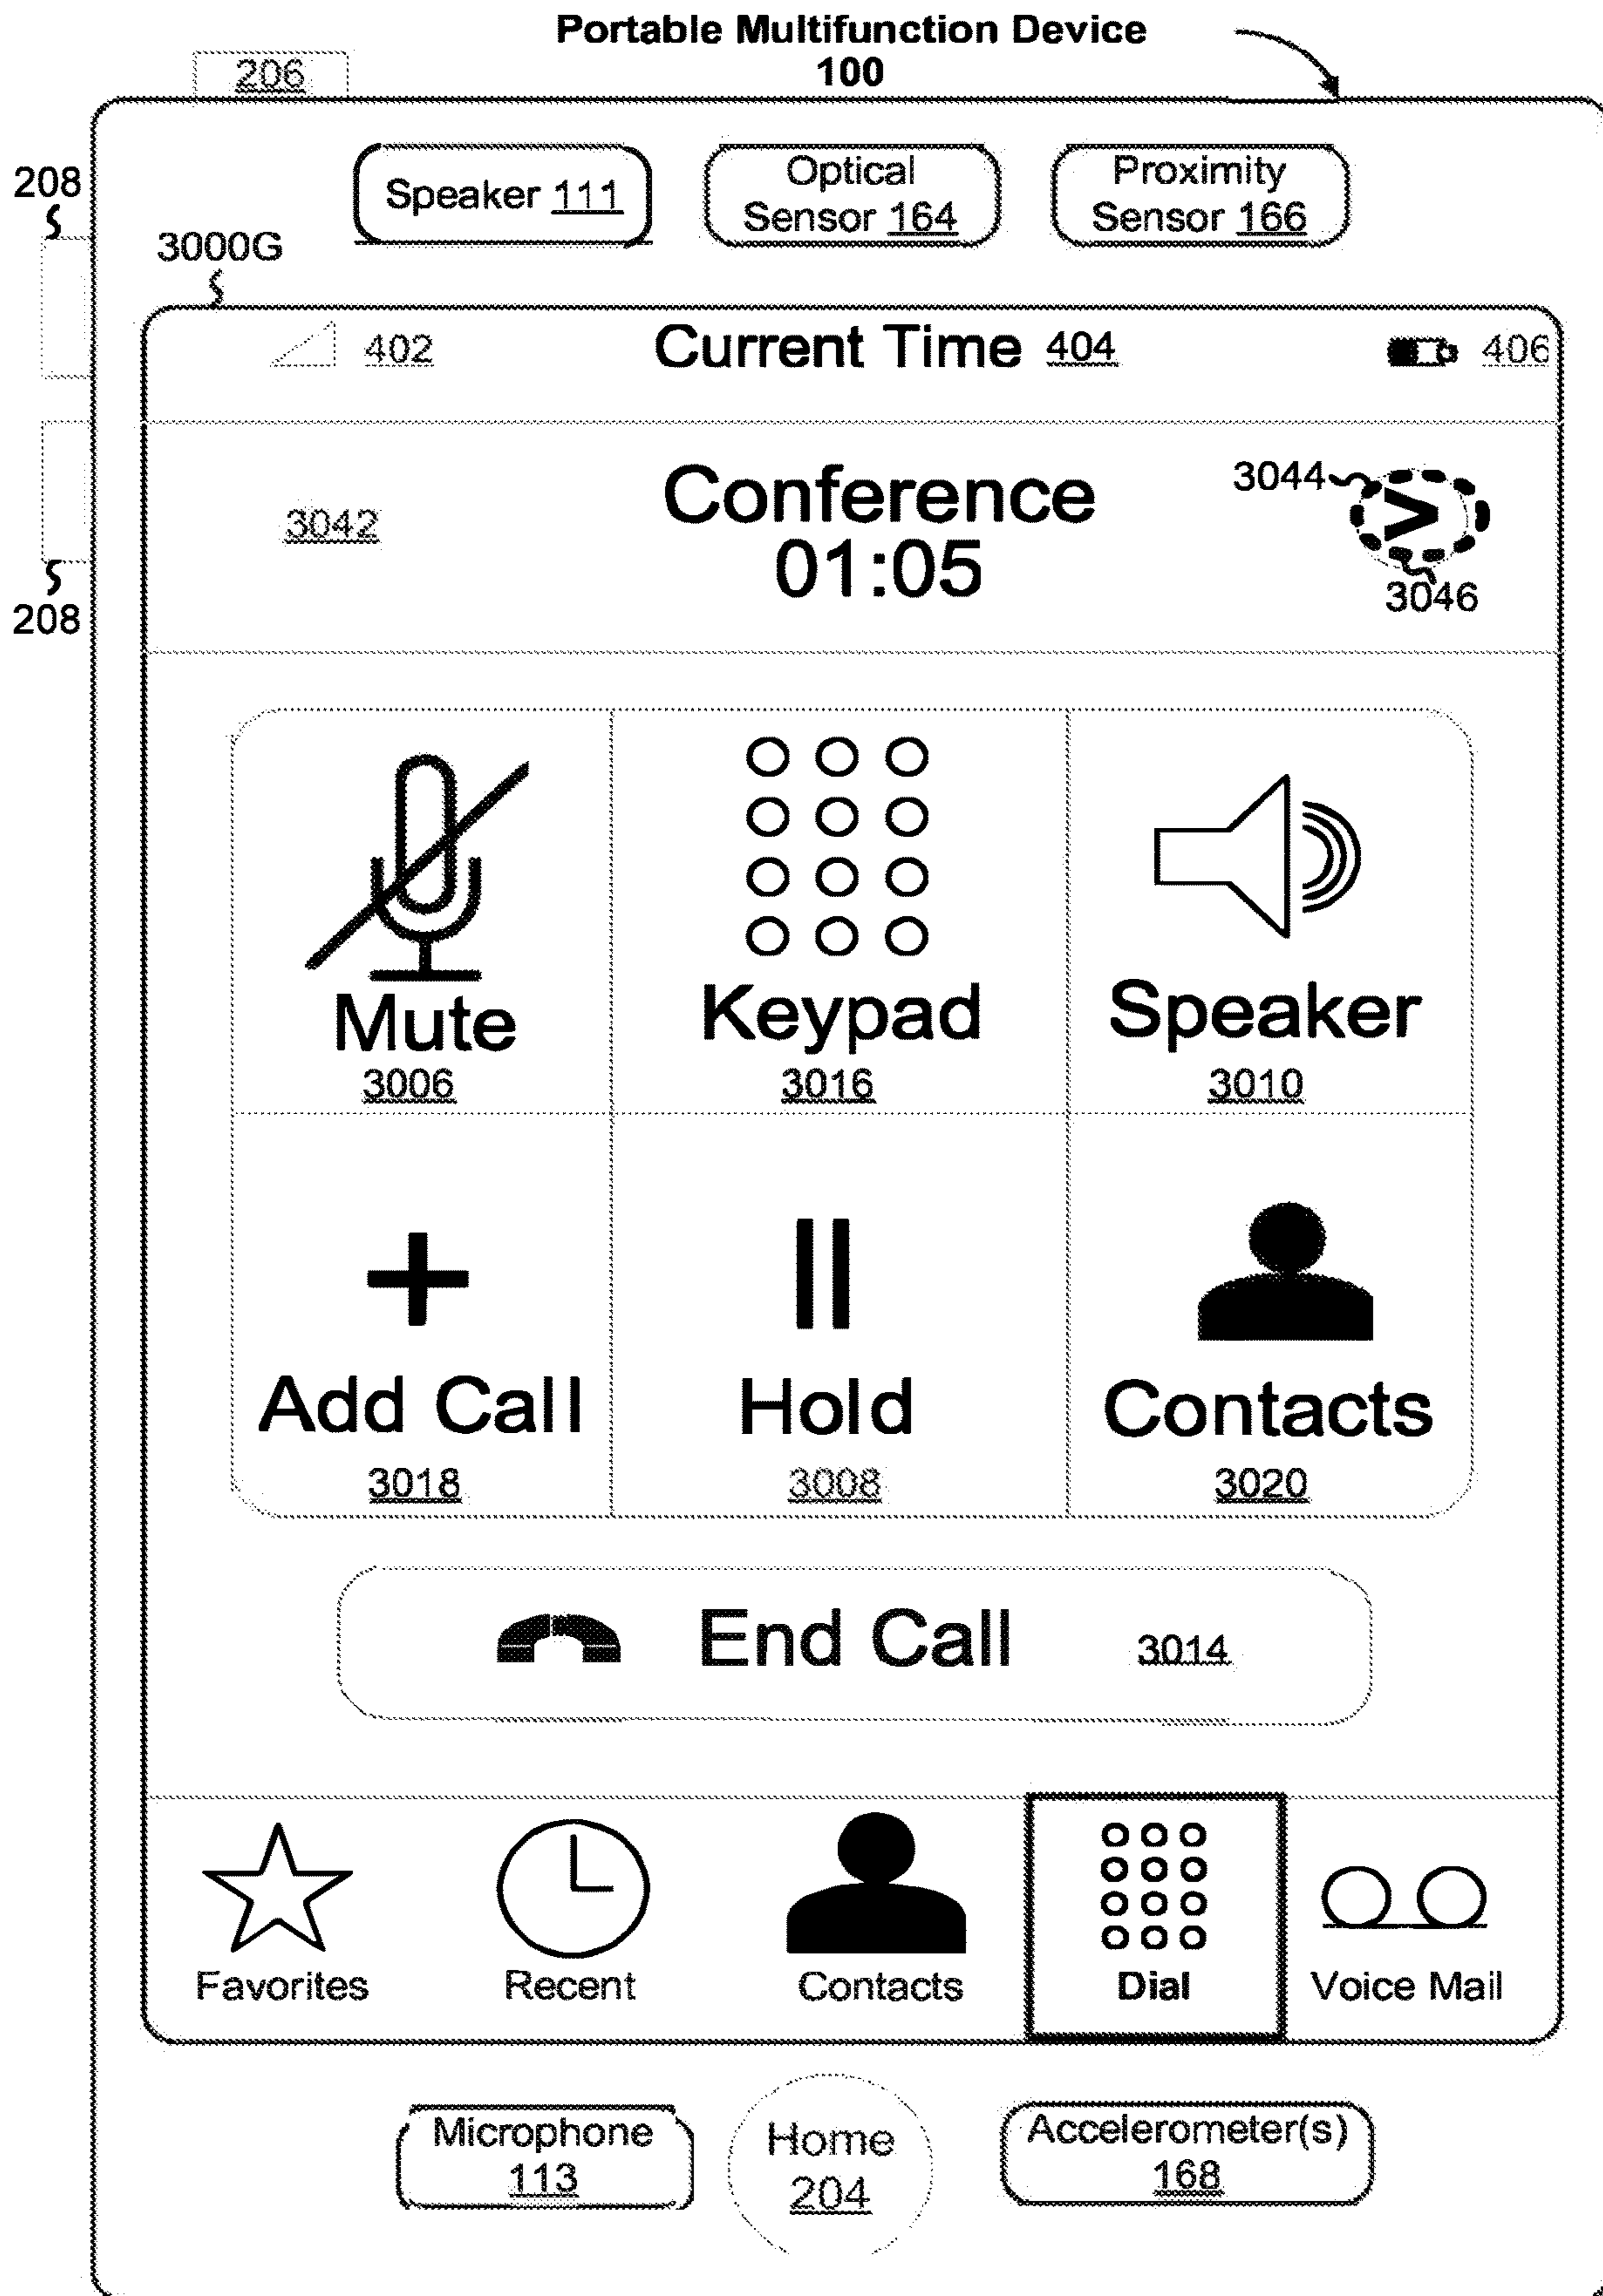 Portable Multifunction Device
100
206
208
Speaker 111
Optical
Sensor 164
Proximity
Sensor 166
3000G
402
Current Time 404
406
Conference
01:05
3042
3044
3046
208
Mute
3006
Keypad
3016
Speaker
3010
Add Call
3018
Hold
3008
Contacts
3020
End Call 3014
Favorites
Recent
Contacts
Dial
Voice Mail
Microphone
113
Home
204
Accelerometer(s)
168